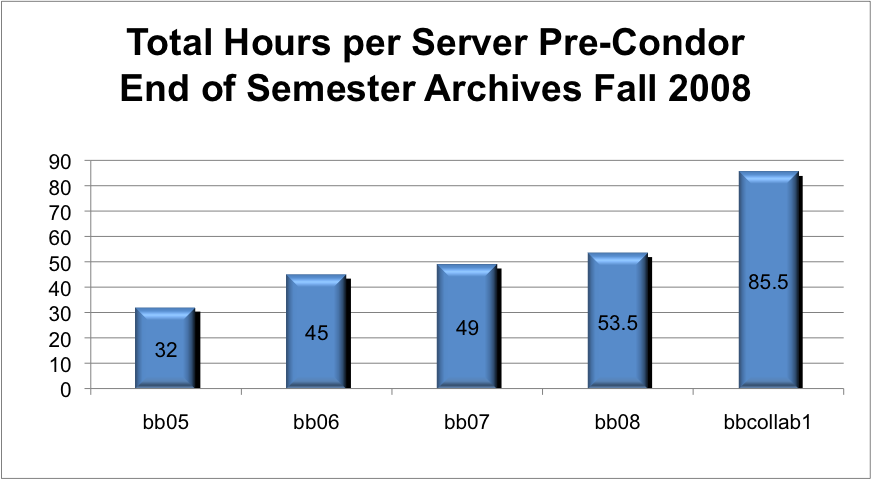 Total Hours per Server Pre-Condor
End of Semester Archives Fall 2008
90
80
70
60
50
40
30
20
10
0
32
45
49
53.5
85.5
bb05
bb06
bb07
bb08
bbcollab1